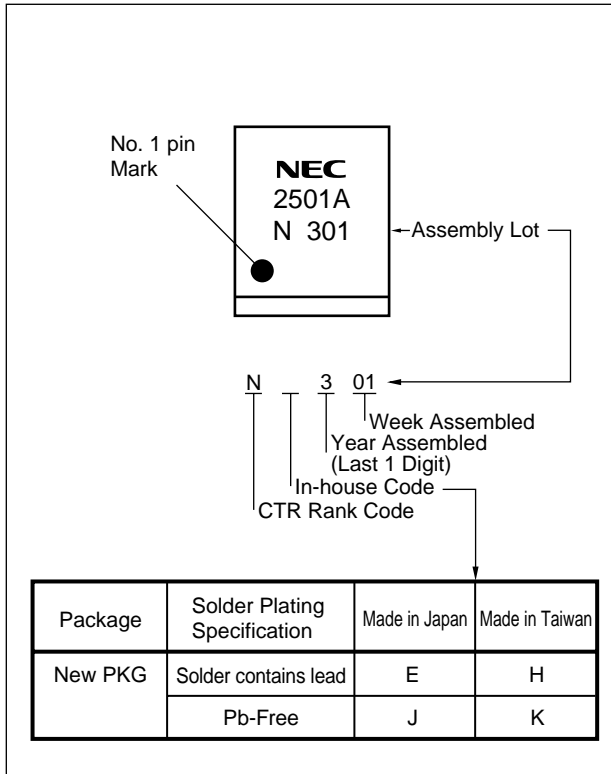 No. 1 pin
Mark
NEC
2501A
N 301
Assembly Lot
N 3 01
Week Assembled
Year Assembled
(Last 1 Digit)
In-house Code
CTR Rank Code
Package Solder Plating Specification Made in Japan Made in Taiwan
New PKG Solder contains lead E H
Pb-Free J K